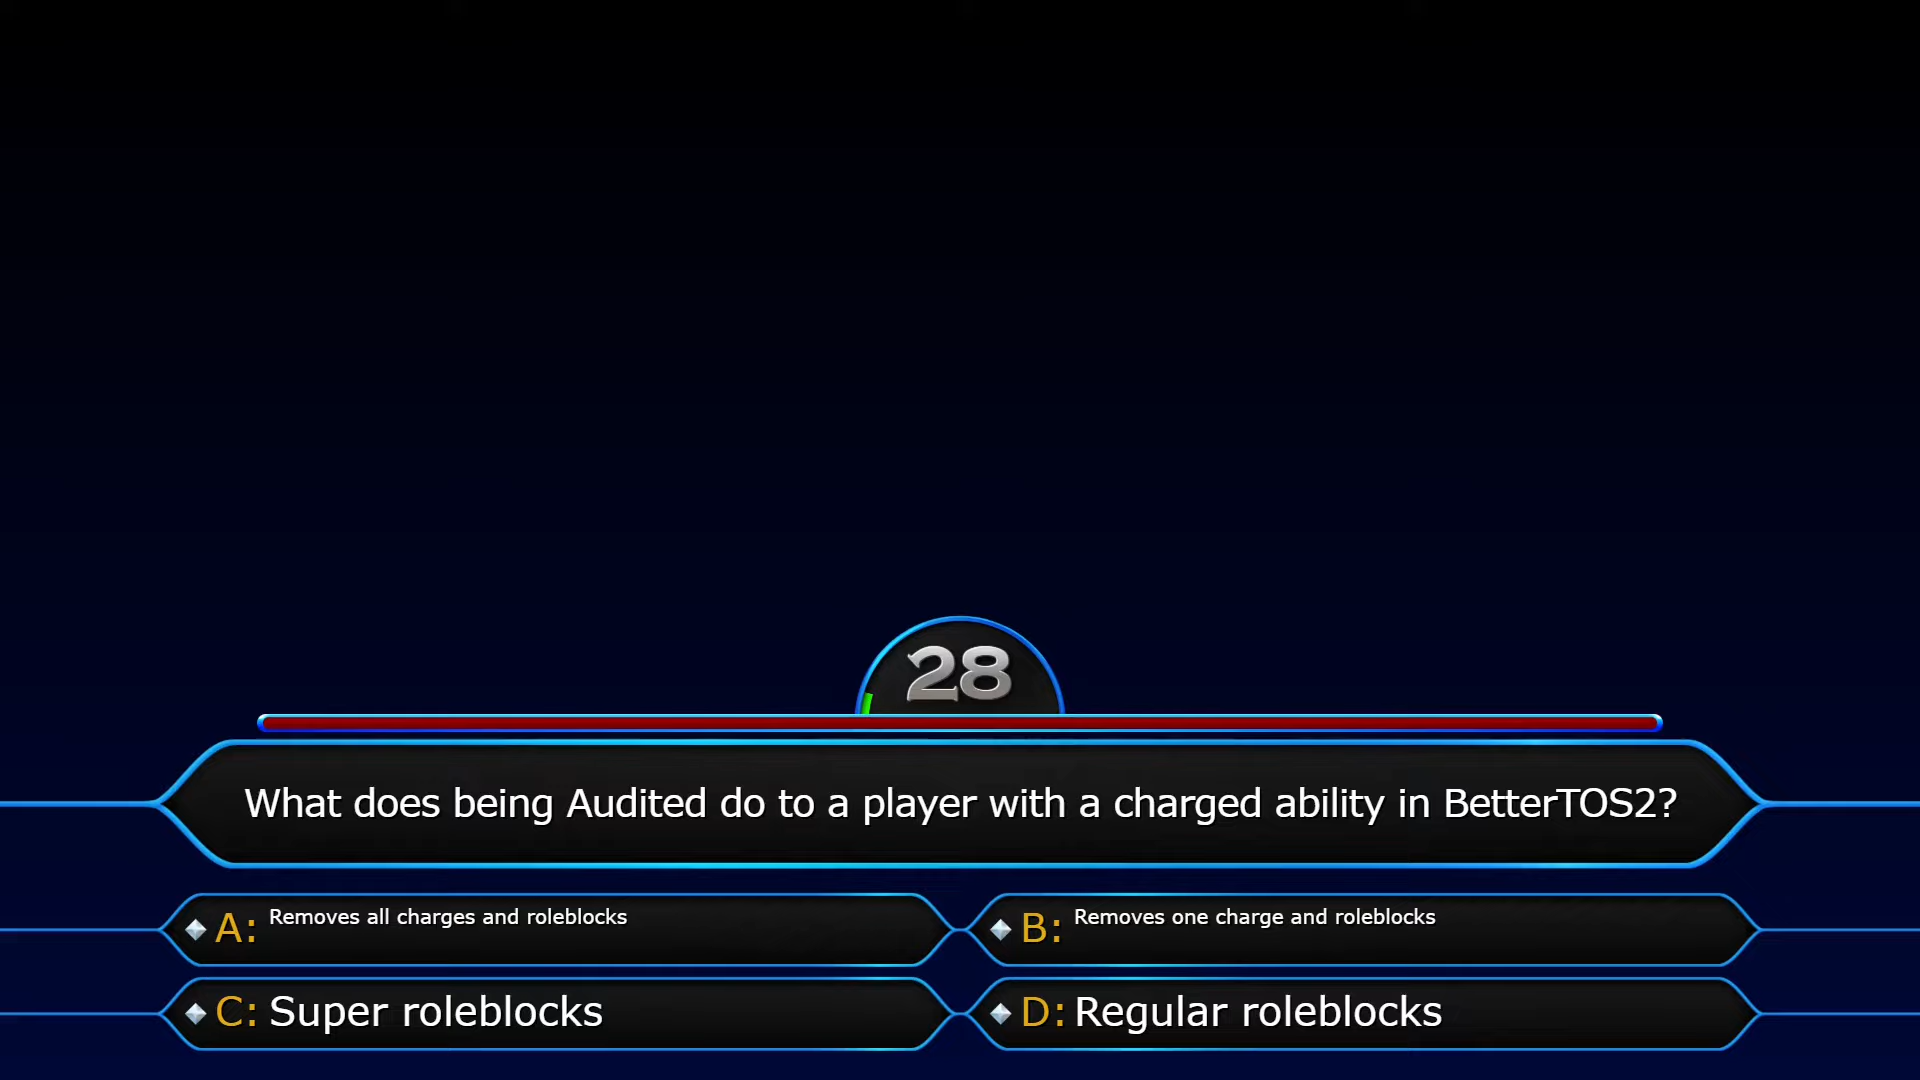 28
What does being Audited do to a player with a charged ability in BetterTOS2?
A: Removes all charges and roleblocks
B: Removes one charge and roleblocks
C: Super roleblocks
D: Regular roleblocks